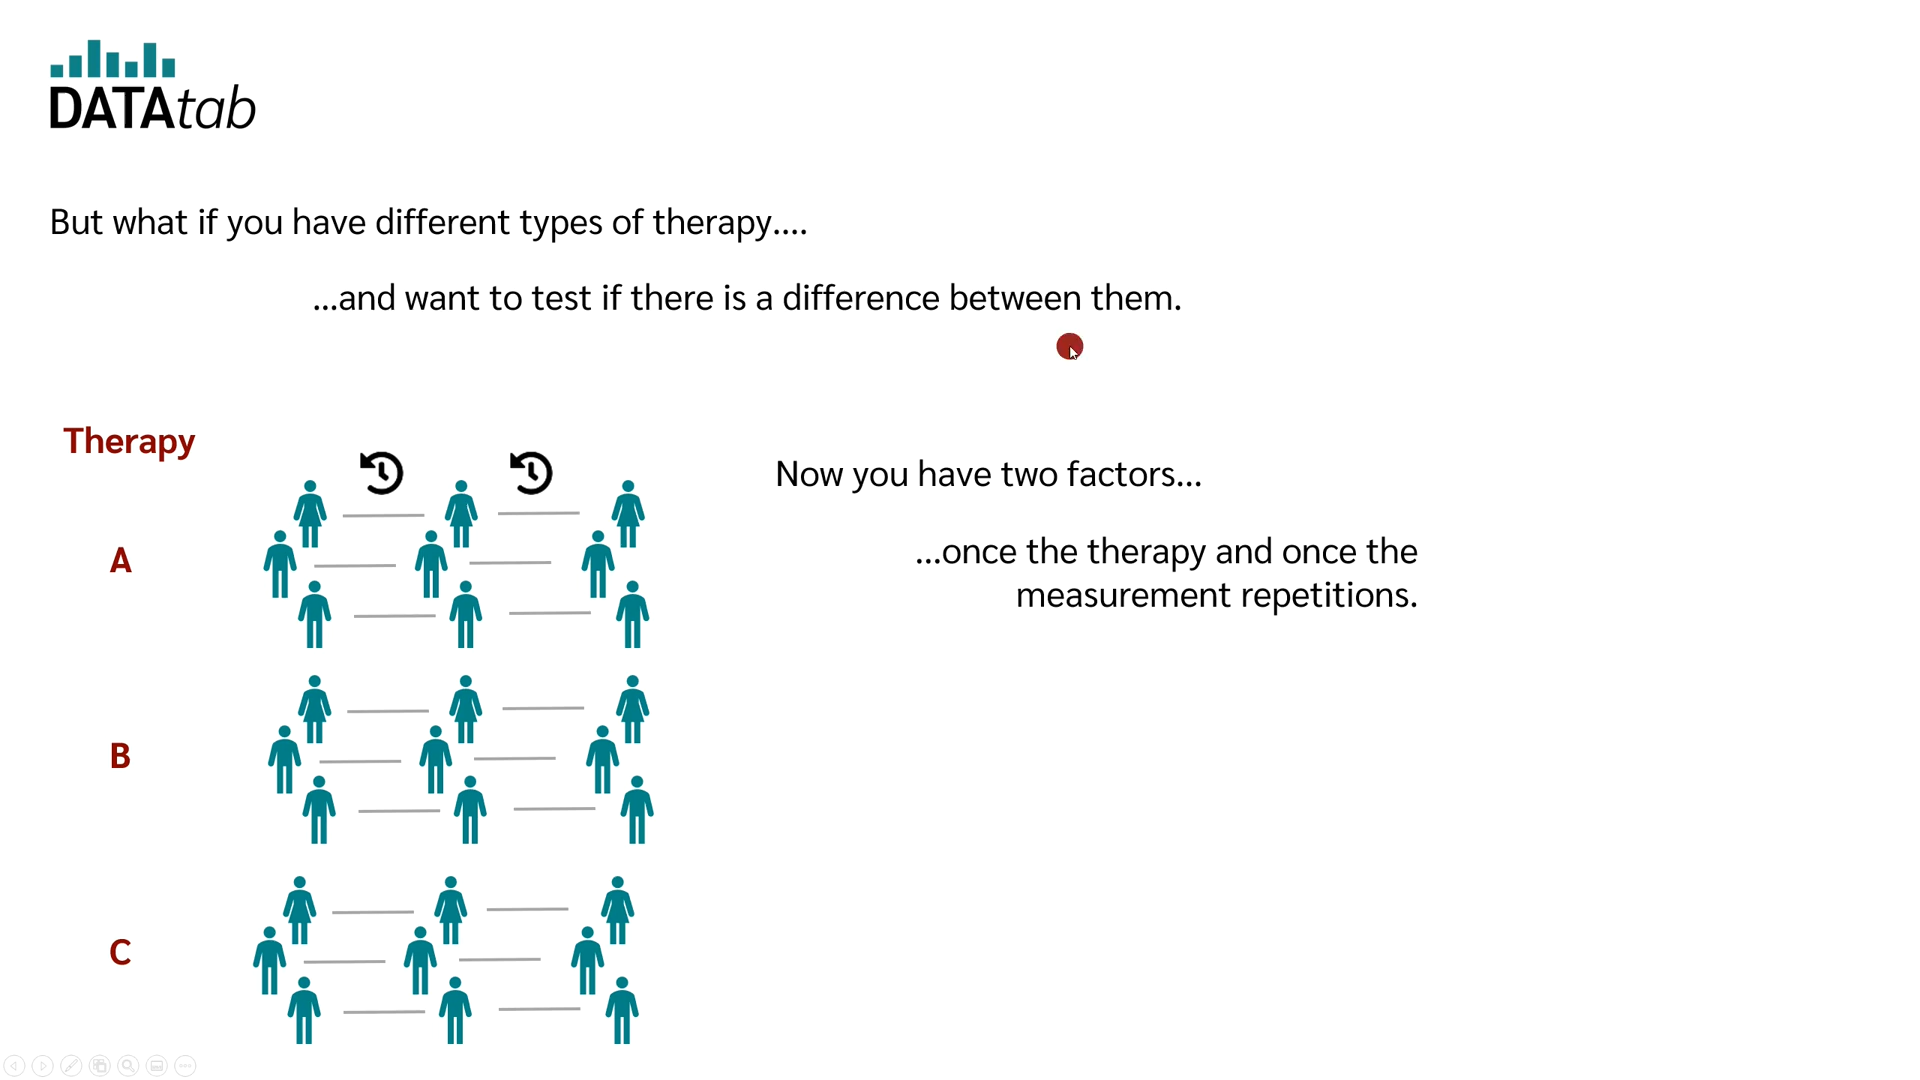 DATAtab
But what if you have different types of therapy....
...and want to test if there is a difference between them.
Therapy
Now you have two factors...
...once the therapy and once the
measurement repetitions.
A
B
C